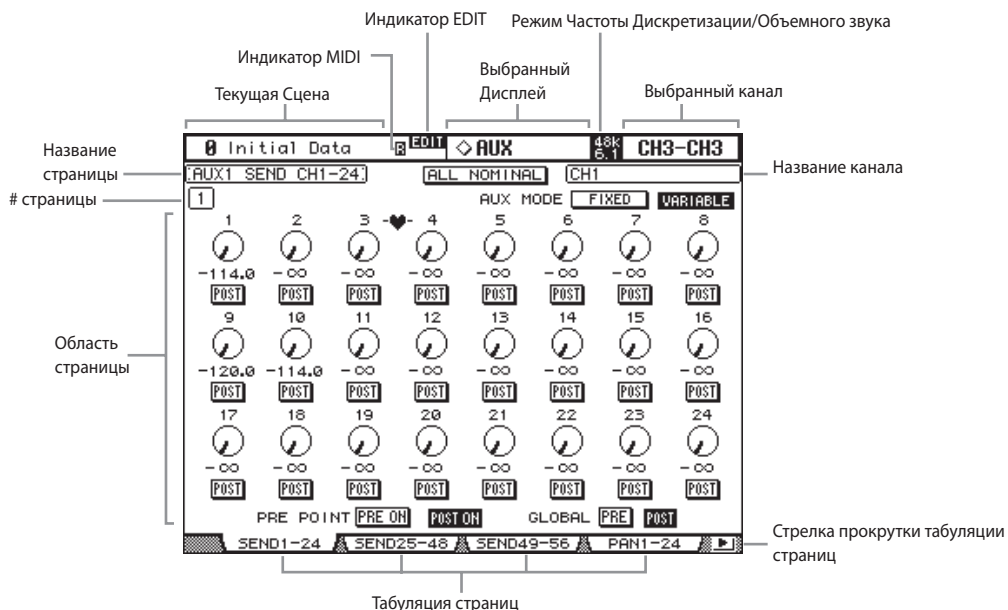 Индикатор EDIT
Режим Частоты Дискретизации/Объемного звука
Индикатор MIDI
Выбранный
Дисплей
Текущая Сцена
Выбранный канал
0 Initial Data
R
EDIT
AUX
48k
6.1
CH3-CH3
Название
страницы
AUX1 SEND CH1-24
ALL NOMINAL
CH1
Название канала
# страницы
1
AUX MODE FIXED VARIABLE
1 2 3 4 5 6 7 8
-114.0 -∞ -∞ -∞ -∞ -∞ -∞ -∞
POST POST POST POST POST POST POST POST
9 10 11 12 13 14 15 16
-120.0 -114.0 -∞ -∞ -∞ -∞ -∞ -∞
POST POST POST POST POST POST POST POST
Область
страницы
17 18 19 20 21 22 23 24
-∞ -∞ -∞ -∞ -∞ -∞ -∞ -∞
POST POST POST POST POST POST POST POST
PRE POINT PRE ON POST ON GLOBAL PRE POST
SEND1-24 SEND25-48 SEND49-56 PAN1-24
Стрелка прокрутки табуляции
страниц
Табуляция страниц